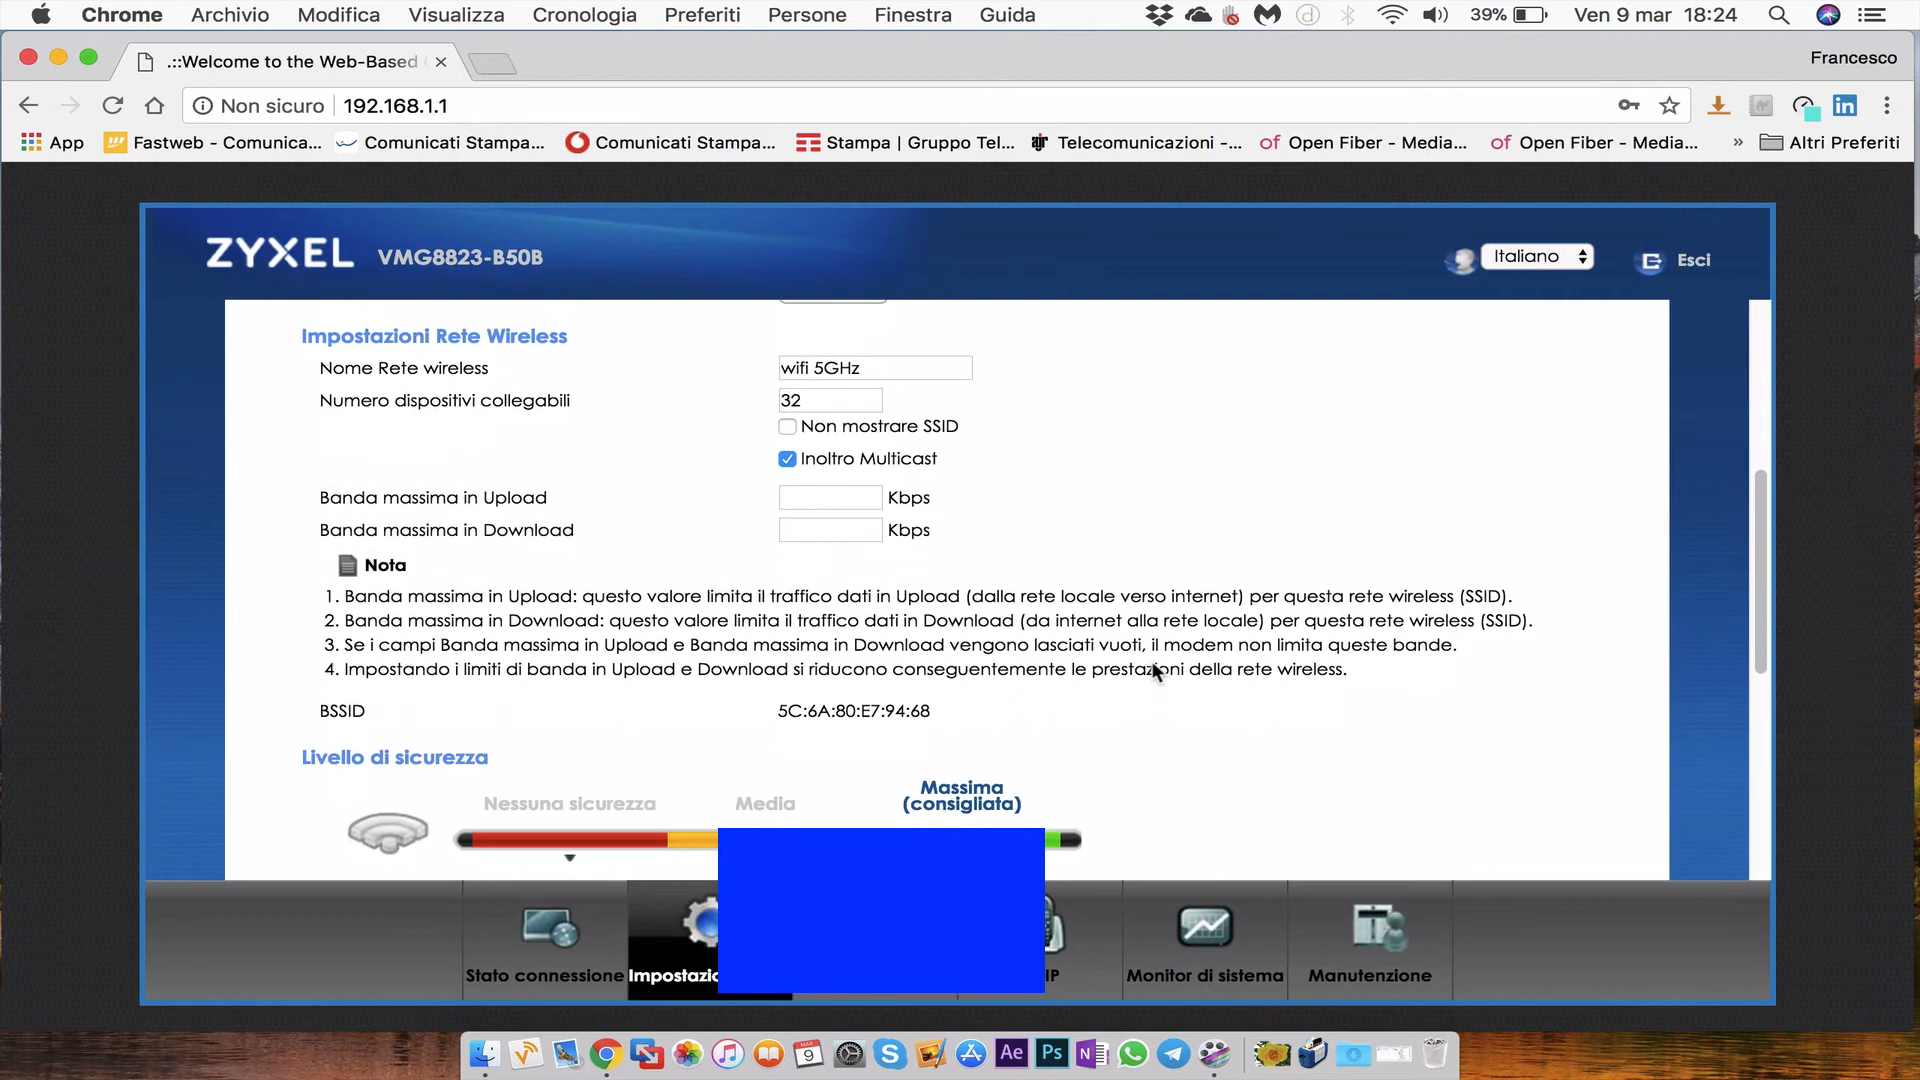 Chrome Archivio Modifica Visualizza Cronologia Preferiti Persone Finestra Guida 39% Ven 9 mar 18:24
.::Welcome to the Web-Based Francesco
Non sicuro 192.168.1.1
App Fastweb - Comunica... Comunicati Stampa... Comunicati Stampa... Stampa | Gruppo Tel... Telecomunicazioni -... Open Fiber - Media... Open Fiber - Media... » Altri Preferiti
ZYXEL VMG8823-B50B Italiano Esci
Impostazioni Rete Wireless
Nome Rete wireless wifi 5GHz
Numero dispositivi collegabili 32
Non mostrare SSID
Inoltro Multicast
Banda massima in Upload Kbps
Banda massima in Download Kbps
Nota
1. Banda massima in Upload: questo valore limita il traffico dati in Upload (dalla rete locale verso internet) per questa rete wireless (SSID).
2. Banda massima in Download: questo valore limita il traffico dati in Download (da internet alla rete locale) per questa rete wireless (SSID).
3. Se i campi Banda massima in Upload e Banda massima in Download vengono lasciati vuoti, il modem non limita queste bande.
4. Impostando i limiti di banda in Upload e Download si riducono conseguentemente le prestazioni della rete wireless.
BSSID 5C:6A:80:E7:94:68
Livello di sicurezza
Nessuna sicurezza Media Massima
(consigliata)
Stato connessione Impostazio IP Monitor di sistema Manutenzione
MAR 9 Ae Ps N